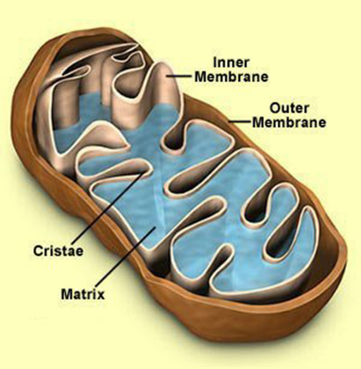 Inner
Membrane
Outer
Membrane
Cristae
Matrix